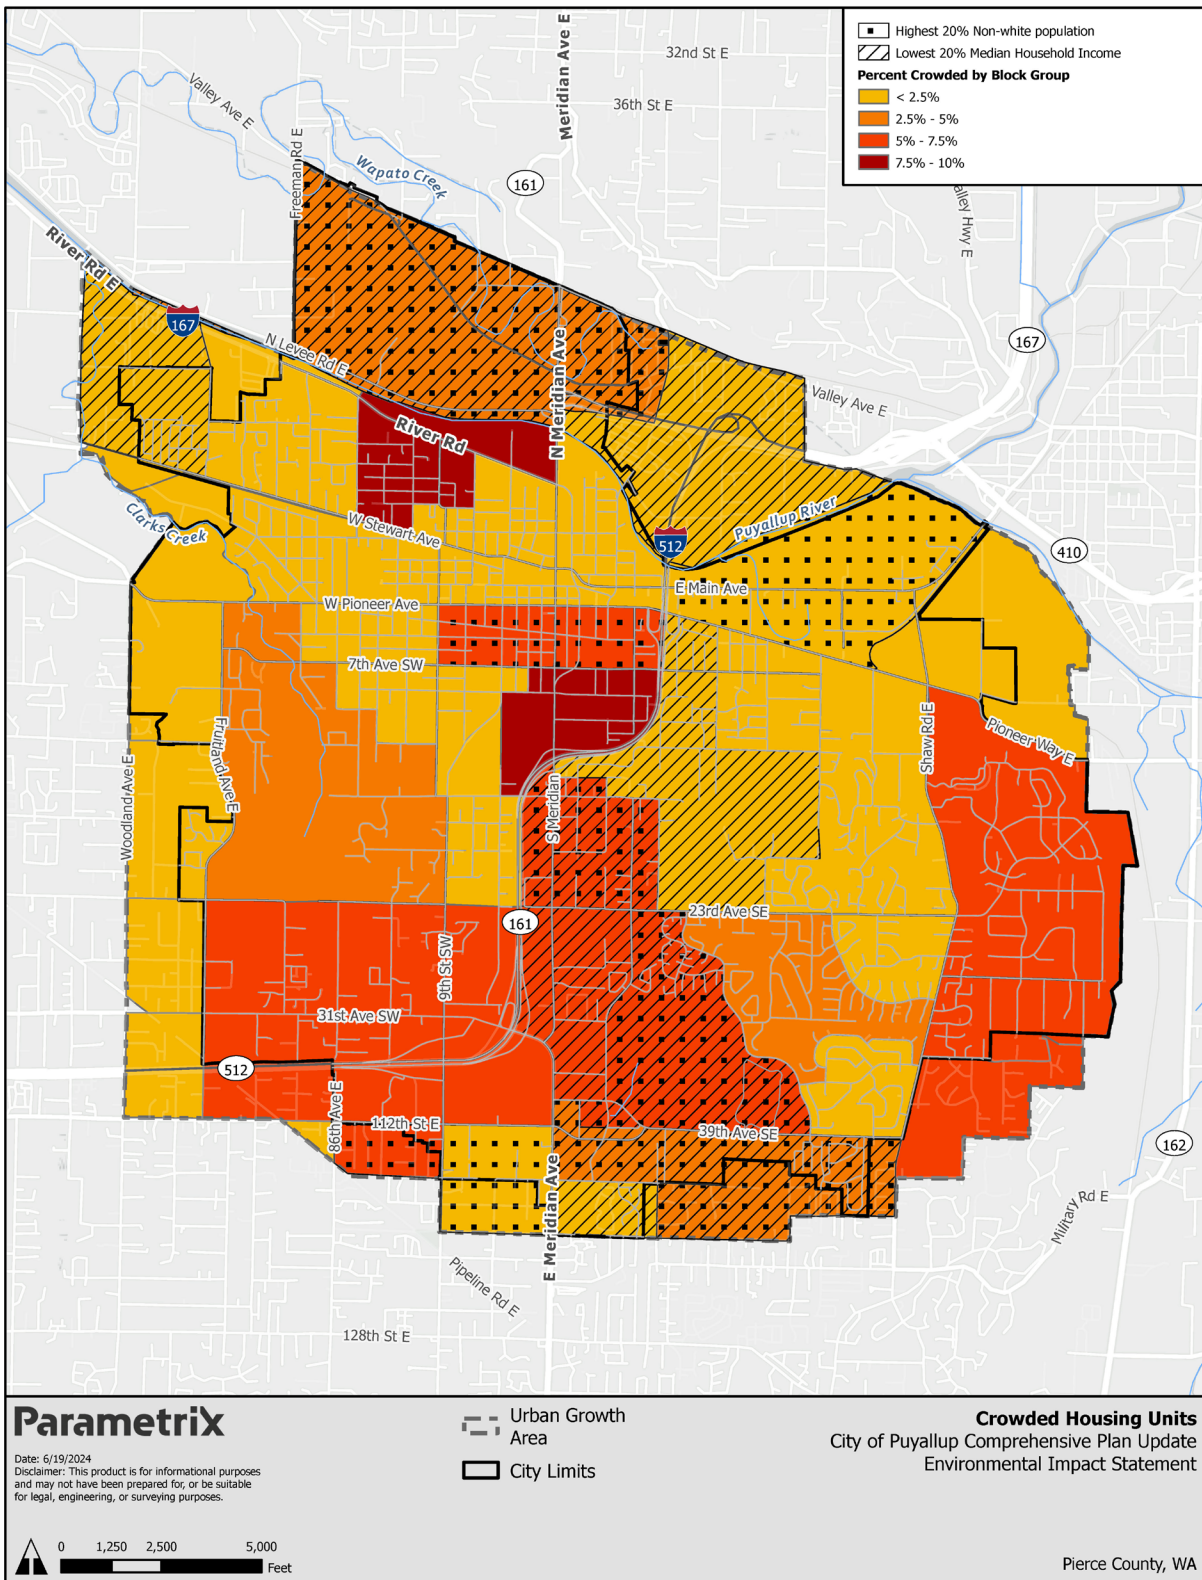 Highest 20% Non-white population
Lowest 20% Median Household Income
Percent Crowded by Block Group
< 2.5%
2.5% - 5%
5% - 7.5%
7.5% - 10%
Meridian Ave E
32nd St E
36th St E
Valley Ave E
Freeman Rd E
Wapato Creek
161
alley Hwy E
River Rd E
167
N Levee Rd E
N Meridian Ave
167
Valley Ave E
River Rd
Clarks Creek
W Stewart Ave
Puyallup River
512
410
E Main Ave
W Pioneer Ave
7th Ave SW
Fruitland Ave E
Shaw Rd E
Pioneer Way E
Woodland Ave E
S Meridian
161
23rd Ave SE
9th St SW
31st Ave SW
512
86th Ave E
112th St E
39th Ave SE
162
E Meridian Ave
Military Rd E
Pipeline Rd E
128th St E
Parametrix
Date: 6/19/2024
Disclaimer: This product is for informational purposes
and may not have been prepared for, or be suitable
for legal, engineering, or surveying purposes.
0 1,250 2,500 5,000
Feet
Urban Growth
Area
City Limits
Crowded Housing Units
City of Puyallup Comprehensive Plan Update
Environmental Impact Statement
Pierce County, WA